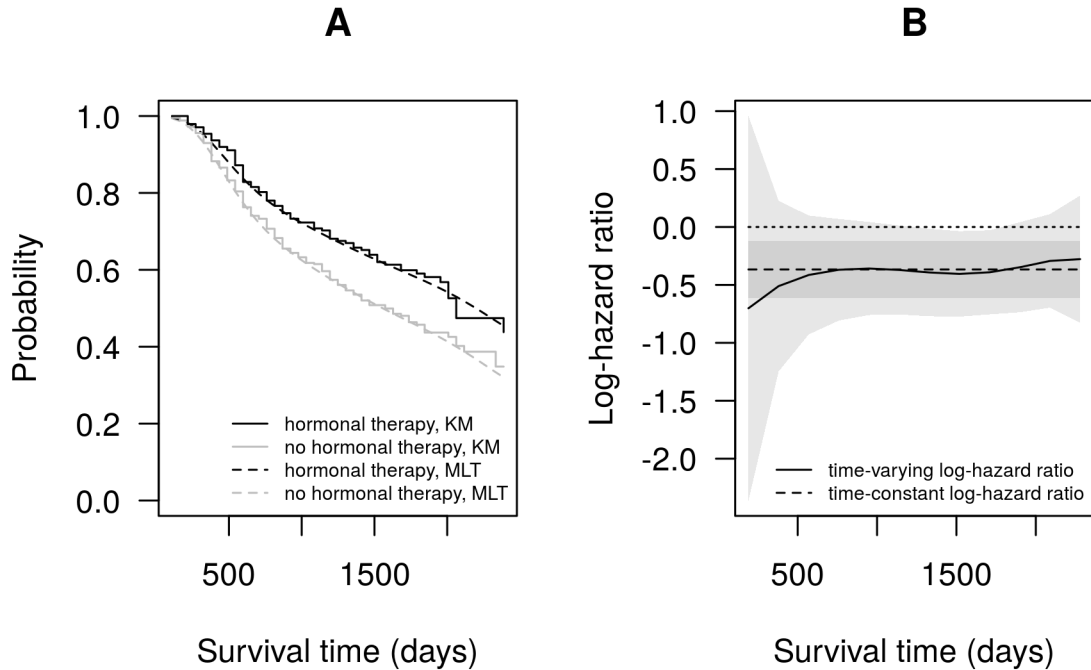 A
Probability
1.0
0.8
0.6
0.4
0.2
0.0
hormonal therapy, KM
no hormonal therapy, KM
hormonal therapy, MLT
no hormonal therapy, MLT
500
1500
Survival time (days)
B
Log-hazard ratio
1.0
0.5
0.0
-0.5
-1.0
-1.5
-2.0
time-varying log-hazard ratio
time-constant log-hazard ratio
500
1500
Survival time (days)